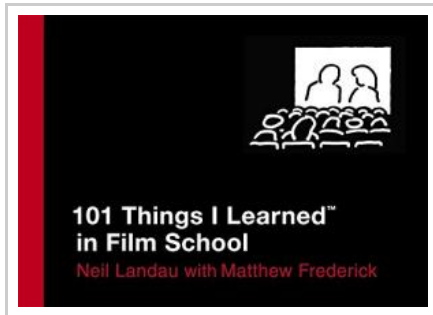 101 Things I Learned™
in Film School
Neil Landau with Matthew Frederick